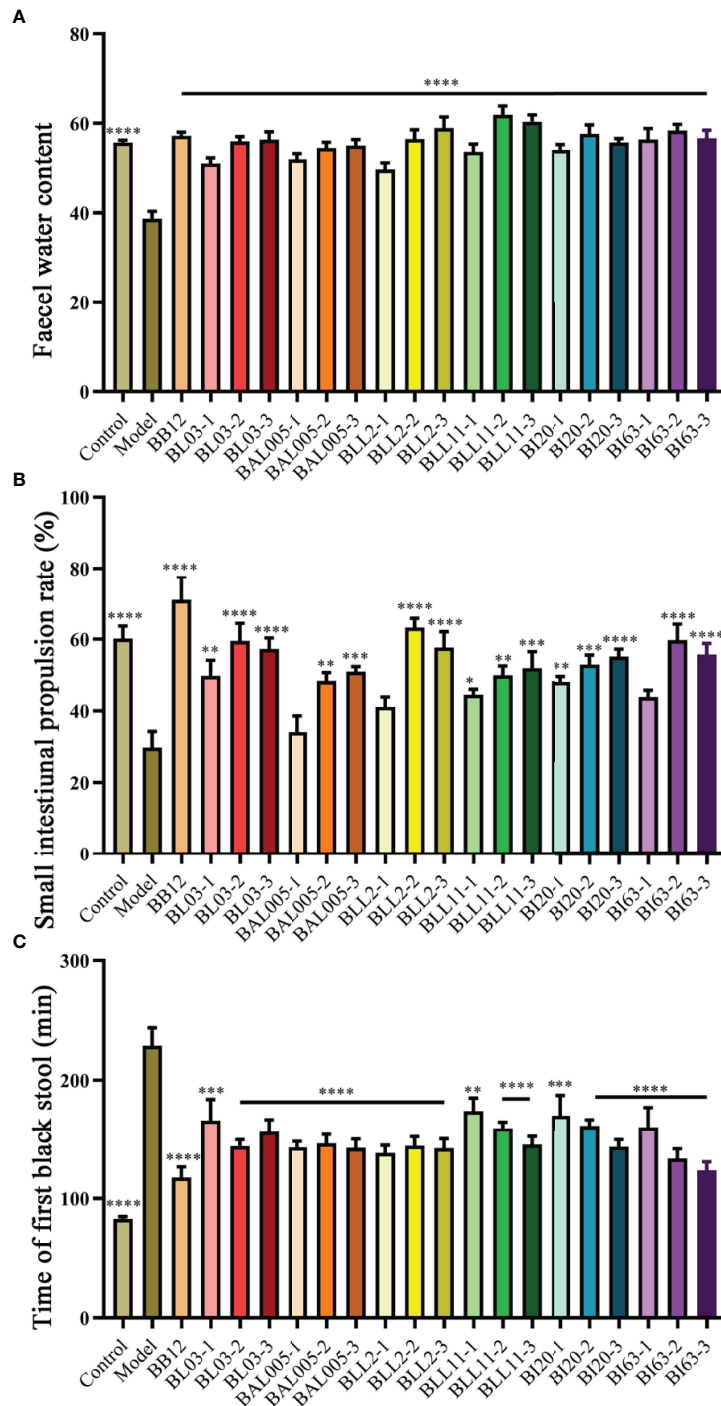 A
Faecel water content
80
60
40
20
0
****
****
Control
Model
BB12
BL03-1
BL03-2
BL03-3
BAL005-1
BAL005-2
BAL005-3
BLL2-1
BLL2-2
BLL2-3
BLL11-1
BLL11-2
BLL11-3
BI20-1
BI20-2
BI20-3
BI63-1
BI63-2
BI63-3
B
Small intestiunal propulsion rate (%)
100
80
60
40
20
0
****
****
**
****
****
**
***
****
****
*
**
***
**
***
****
****
****
Control
Model
BB12
BL03-1
BL03-2
BL03-3
BAL005-1
BAL005-2
BAL005-3
BLL2-1
BLL2-2
BLL2-3
BLL11-1
BLL11-2
BLL11-3
BI20-1
BI20-2
BI20-3
BI63-1
BI63-2
BI63-3
C
Time of first black stool (min)
300
200
100
0
****
****
***
****
**
****
***
****
Control
Model
BB12
BL03-1
BL03-2
BL03-3
BAL005-1
BAL005-2
BAL005-3
BLL2-1
BLL2-2
BLL2-3
BLL11-1
BLL11-2
BLL11-3
BI20-1
BI20-2
BI20-3
BI63-1
BI63-2
BI63-3